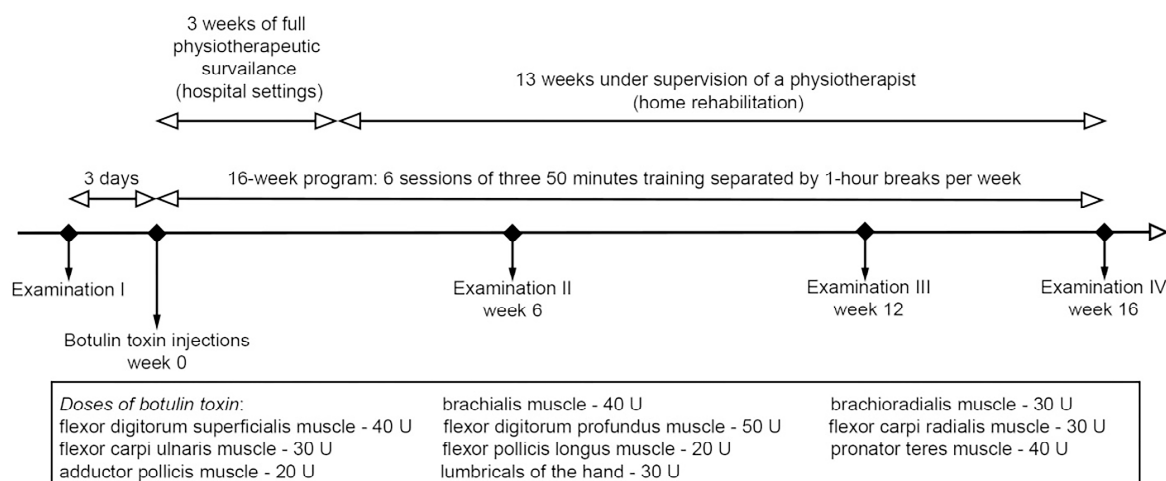 3 weeks of full
physiotherapeutic
survailance
(hospital settings)
13 weeks under supervision of a physiotherapist
(home rehabilitation)
3 days
16-week program: 6 sessions of three 50 minutes training separated by 1-hour breaks per week
Examination I
Botulin toxin injections
week 0
Examination II
week 6
Examination III
week 12
Examination IV
week 16
Doses of botulin toxin:
flexor digitorum superficialis muscle - 40 U
flexor carpi ulnaris muscle - 30 U
adductor pollicis muscle - 20 U
brachialis muscle - 40 U
flexor digitorum profundus muscle - 50 U
flexor pollicis longus muscle - 20 U
lumbricals of the hand - 30 U
brachioradialis muscle - 30 U
flexor carpi radialis muscle - 30 U
pronator teres muscle - 40 U